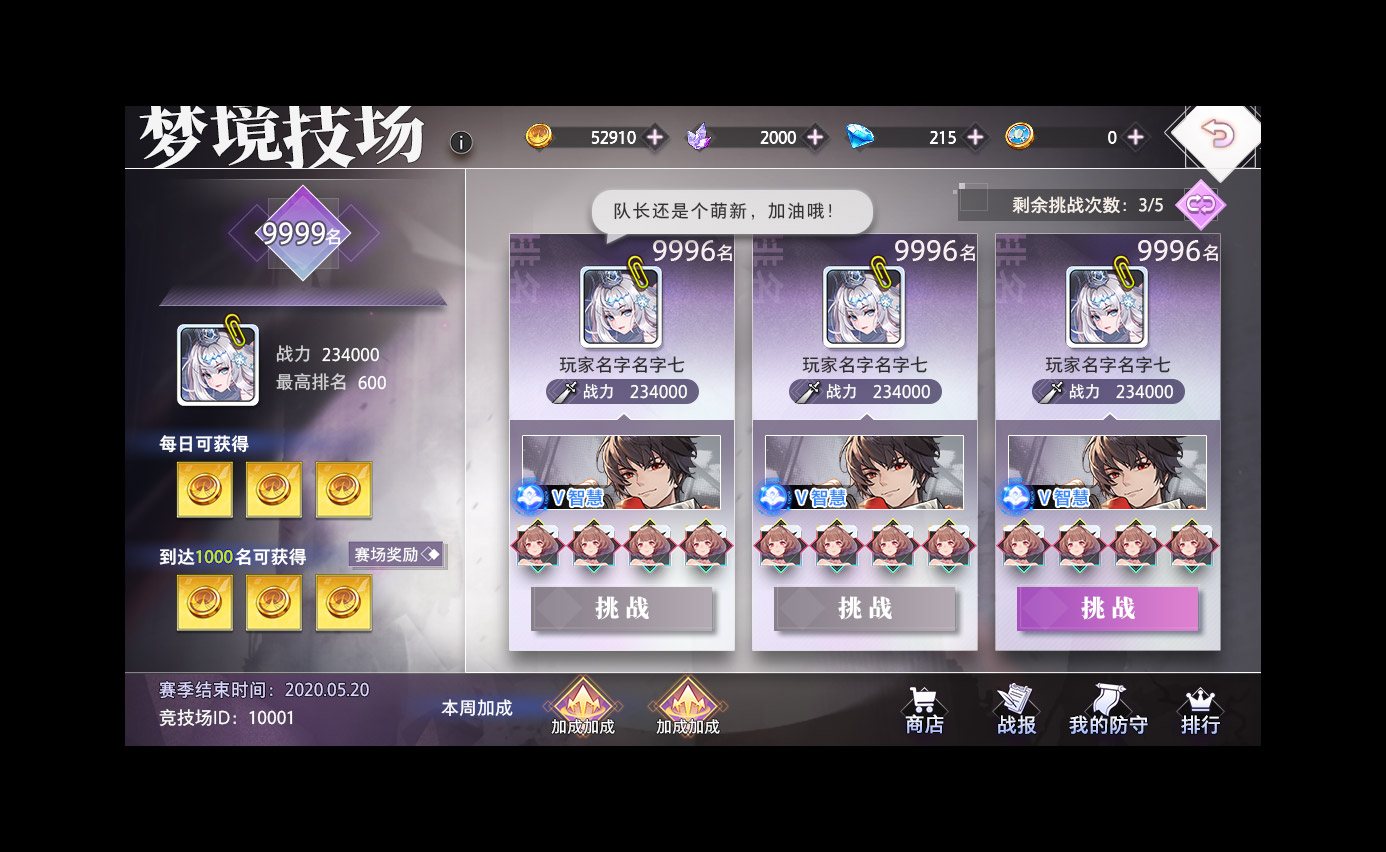 梦境技场
i
52910
2000
215
0
9999名
战力 234000
最高排名 600
每日可获得
到达1000名可获得
赛场奖励
队长还是个萌新，加油哦！
剩余挑战次数：3/5
排名
9996名
玩家名字名字七
战力 234000
V智慧
挑战
排名
9996名
玩家名字名字七
战力 234000
V智慧
挑战
排名
9996名
玩家名字名字七
战力 234000
V智慧
挑战
赛季结束时间：2020.05.20
竞技场ID：10001
本周加成
加成加成
加成加成
商店
战报
我的防守
排行